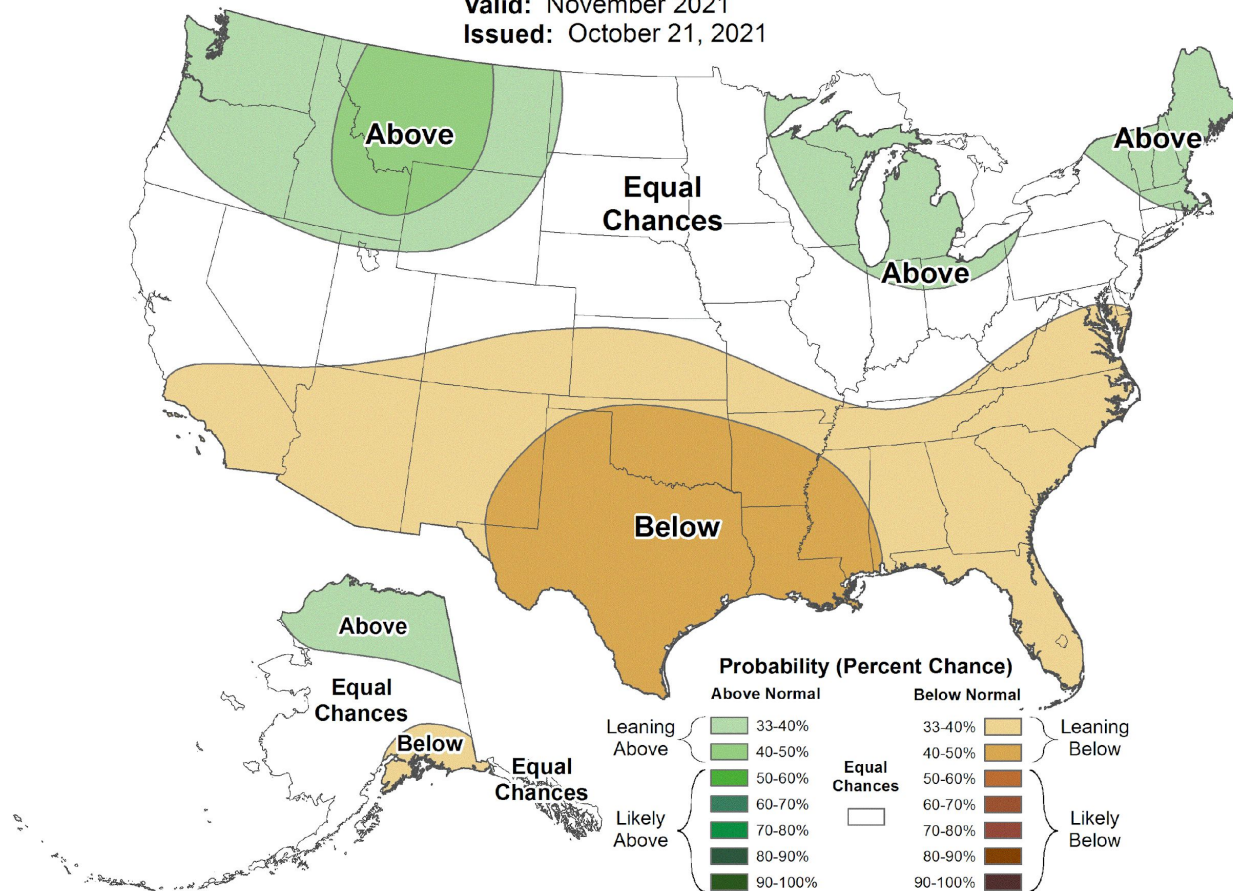 Valid: November 2021
Issued: October 21, 2021
Above
Equal
Chances
Above
Above
Below
Above
Equal
Chances
Below
Equal
Chances
Probability (Percent Chance)
Above Normal
Below Normal
Leaning
Above
33-40%
40-50%
Likely
Above
50-60%
60-70%
70-80%
80-90%
90-100%
Equal
Chances
33-40%
40-50%
Leaning
Below
50-60%
60-70%
70-80%
80-90%
90-100%
Likely
Below